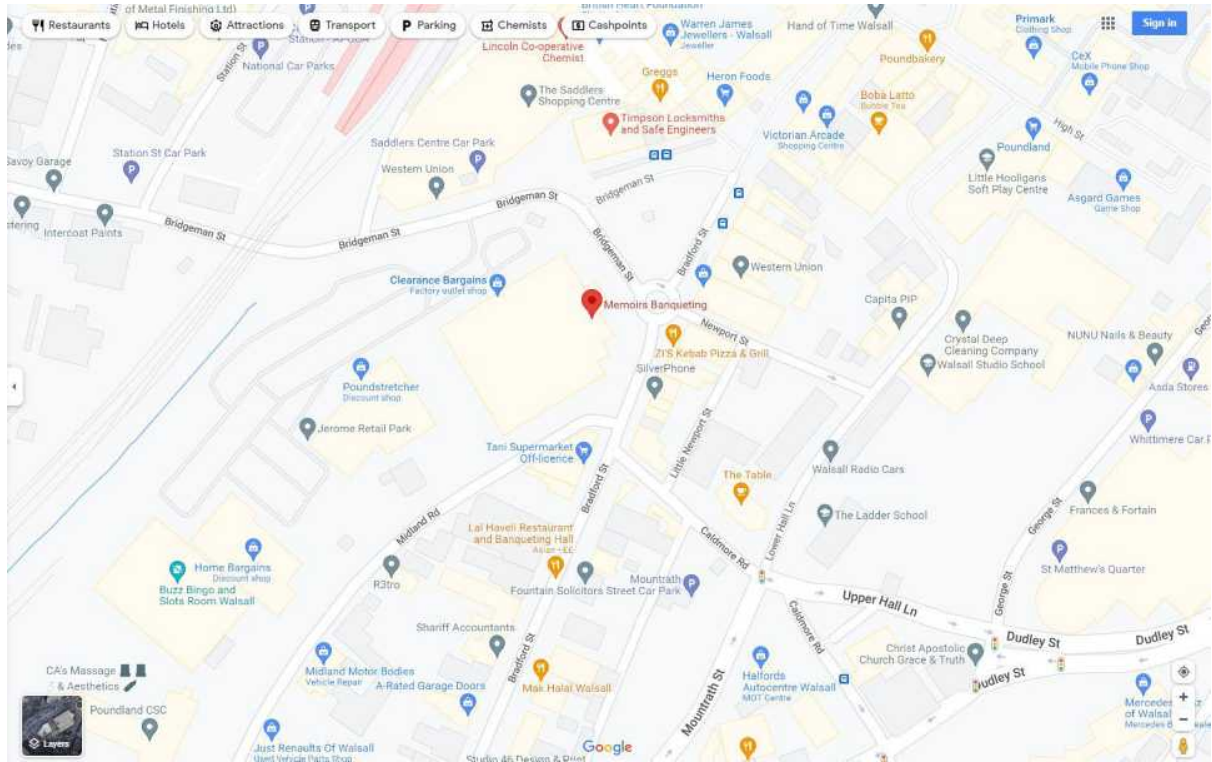 of Metal Finishing Ltd)
British Heart Foundation
Restaurants
Hotels
Attractions
Transport
Parking
Chemists
Cashpoints
Sign in
Station St
National Car Parks
Lincoln Co-operative
Chemist
Warren James
Jewellers - Walsall
Jeweller
Hand of Time Walsall
Primark
Clothing Shop
CeX
Mobile Phone Shop
Poundbakery
Greggs
Heron Foods
The Saddlers
Shopping Centre
Boba Latto
Bubble Tea
Timpson Locksmiths
and Safe Engineers
Victorian Arcade
Shopping Centre
High St
Poundland
Saddlers Centre Car Park
Station St Car Park
Savoy Garage
Western Union
Little Hooligans
Soft Play Centre
Asgard Games
Game Shop
Bridgeman St
Bridgeman St
Bridgeman St
Bridgeman St
Bridgeman St
Intercoat Paints
Bradford St
Western Union
Clearance Bargains
Factory outlet shop
Memoirs Banqueting
Capita PIP
Newport St
Crystal Deep
Cleaning Company
NUNU Nails & Beauty
ZI'S Kebab Pizza & Grill
SilverPhone
Walsall Studio School
Asda Stores
Poundstretcher
Discount shop
Jerome Retail Park
Little Newport St
Whittimere Car
Tani Supermarket
Off-licence
Walsall Radio Cars
Bradford St
The Table
Midland Rd
Lower Hall Ln
Frances & Fortain
The Ladder School
George St
Lal Haveli Restaurant
and Banqueting Hall
Asian · ££
Caldmore Rd
Home Bargains
Discount shop
R3tro
St Matthew's Quarter
Buzz Bingo and
Slots Room Walsall
Fountain Solicitors
Mountrath
Street Car Park
Upper Hall Ln
George St
Caldmore Rd
Shariff Accountants
Bradford St
Dudley St
Dudley St
Christ Apostolic
Church Grace & Truth
CA's Massage
& Aesthetics
Midland Motor Bodies
Vehicle Repair
A-Rated Garage Doors
Mak Halal Walsall
Halfords
Autocentre Walsall
MOT Centre
Dudley St
Mountrath St
Poundland CSC
Layers
Just Renaults Of Walsall
Used Vehicle Parts Shop
Google
Studio 46 Design & Print